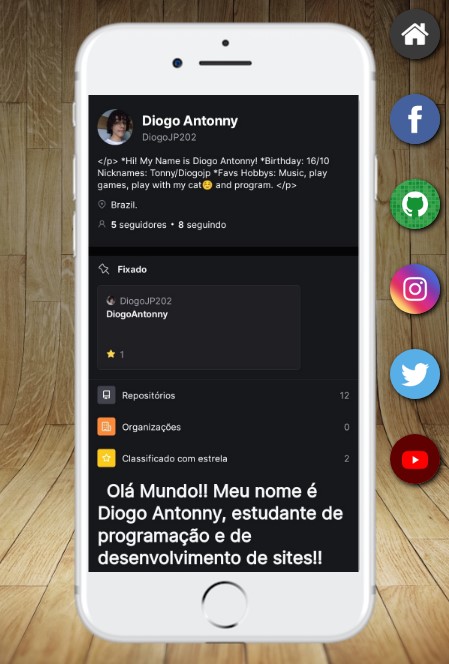 Diogo Antonny
DiogoJP202
</p> *Hi! My Name is Diogo Antonny! *Birthday: 16/10
Nicknames: Tonny/Diogojp *Favs Hobbys: Music, play
games, play with my cat😌 and program. </p>
Brazil.
5 seguidores • 8 seguindo
Fixado
DiogoJP202
DiogoAntonny
1
Repositórios 12
Organizações 0
Classificado com estrela 2
Olá Mundo!! Meu nome é
Diogo Antonny, estudante de
programação e de
desenvolvimento de sites!!